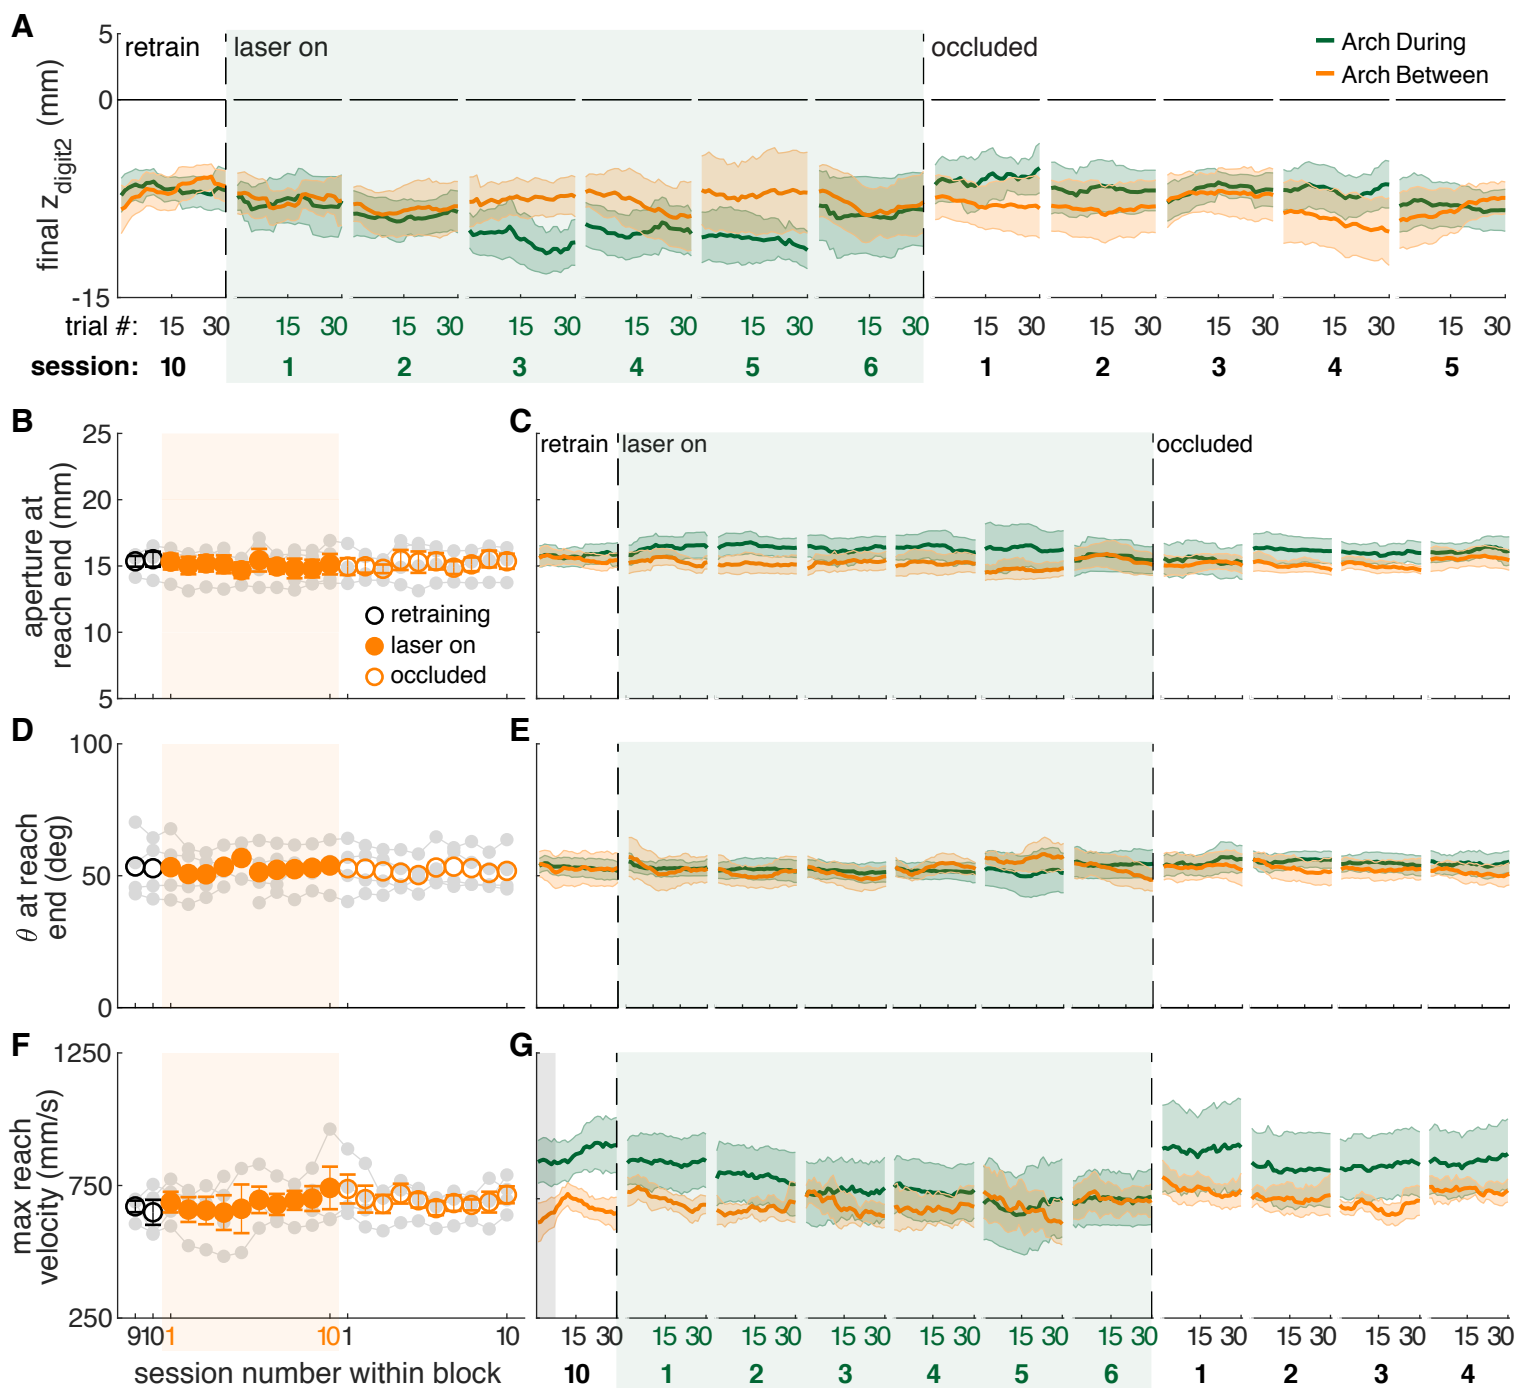 A
5
retrain
laser on
occluded
Arch During
Arch Between
0
final z digit2 (mm)
-15
trial #: 15 30 15 30 15 30 15 30 15 30 15 30 15 30 15 30 15 30 15 30 15 30 15 30
session: 10 1 2 3 4 5 6 1 2 3 4 5
B
25
20
15
10
5
aperture at
reach end (mm)
retraining
laser on
occluded
C
retrain
laser on
occluded
D
100
50
0
θ at reach
end (deg)
E
F
1250
750
250
max reach
velocity (mm/s)
9 10 1 10 1 10
session number within block
G
15 30 15 30 15 30 15 30 15 30 15 30 15 30 15 30 15 30 15 30 15 30
10 1 2 3 4 5 6 1 2 3 4